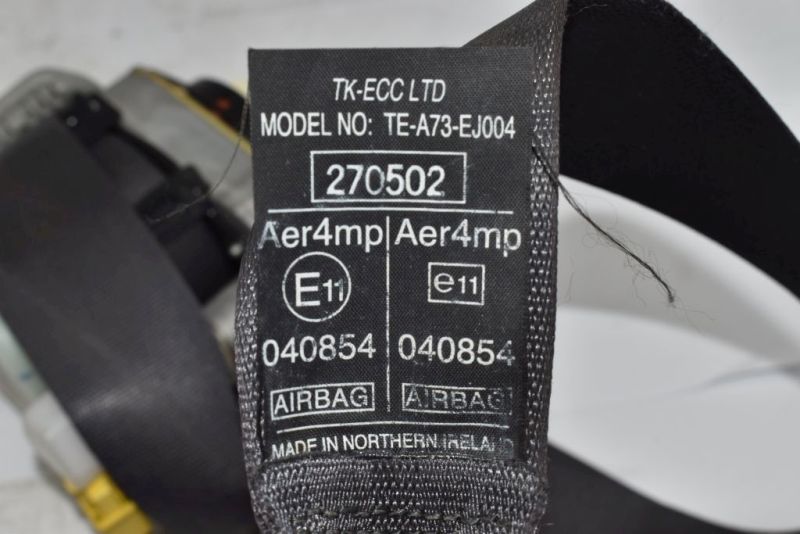 TK-ECC LTD
MODEL NO: TE-A73-EJ004
270502
Aer4mp Aer4mp
E11 e11
040854 040854
AIRBAG AIRBAG
MADE IN NORTHERN IRELAND